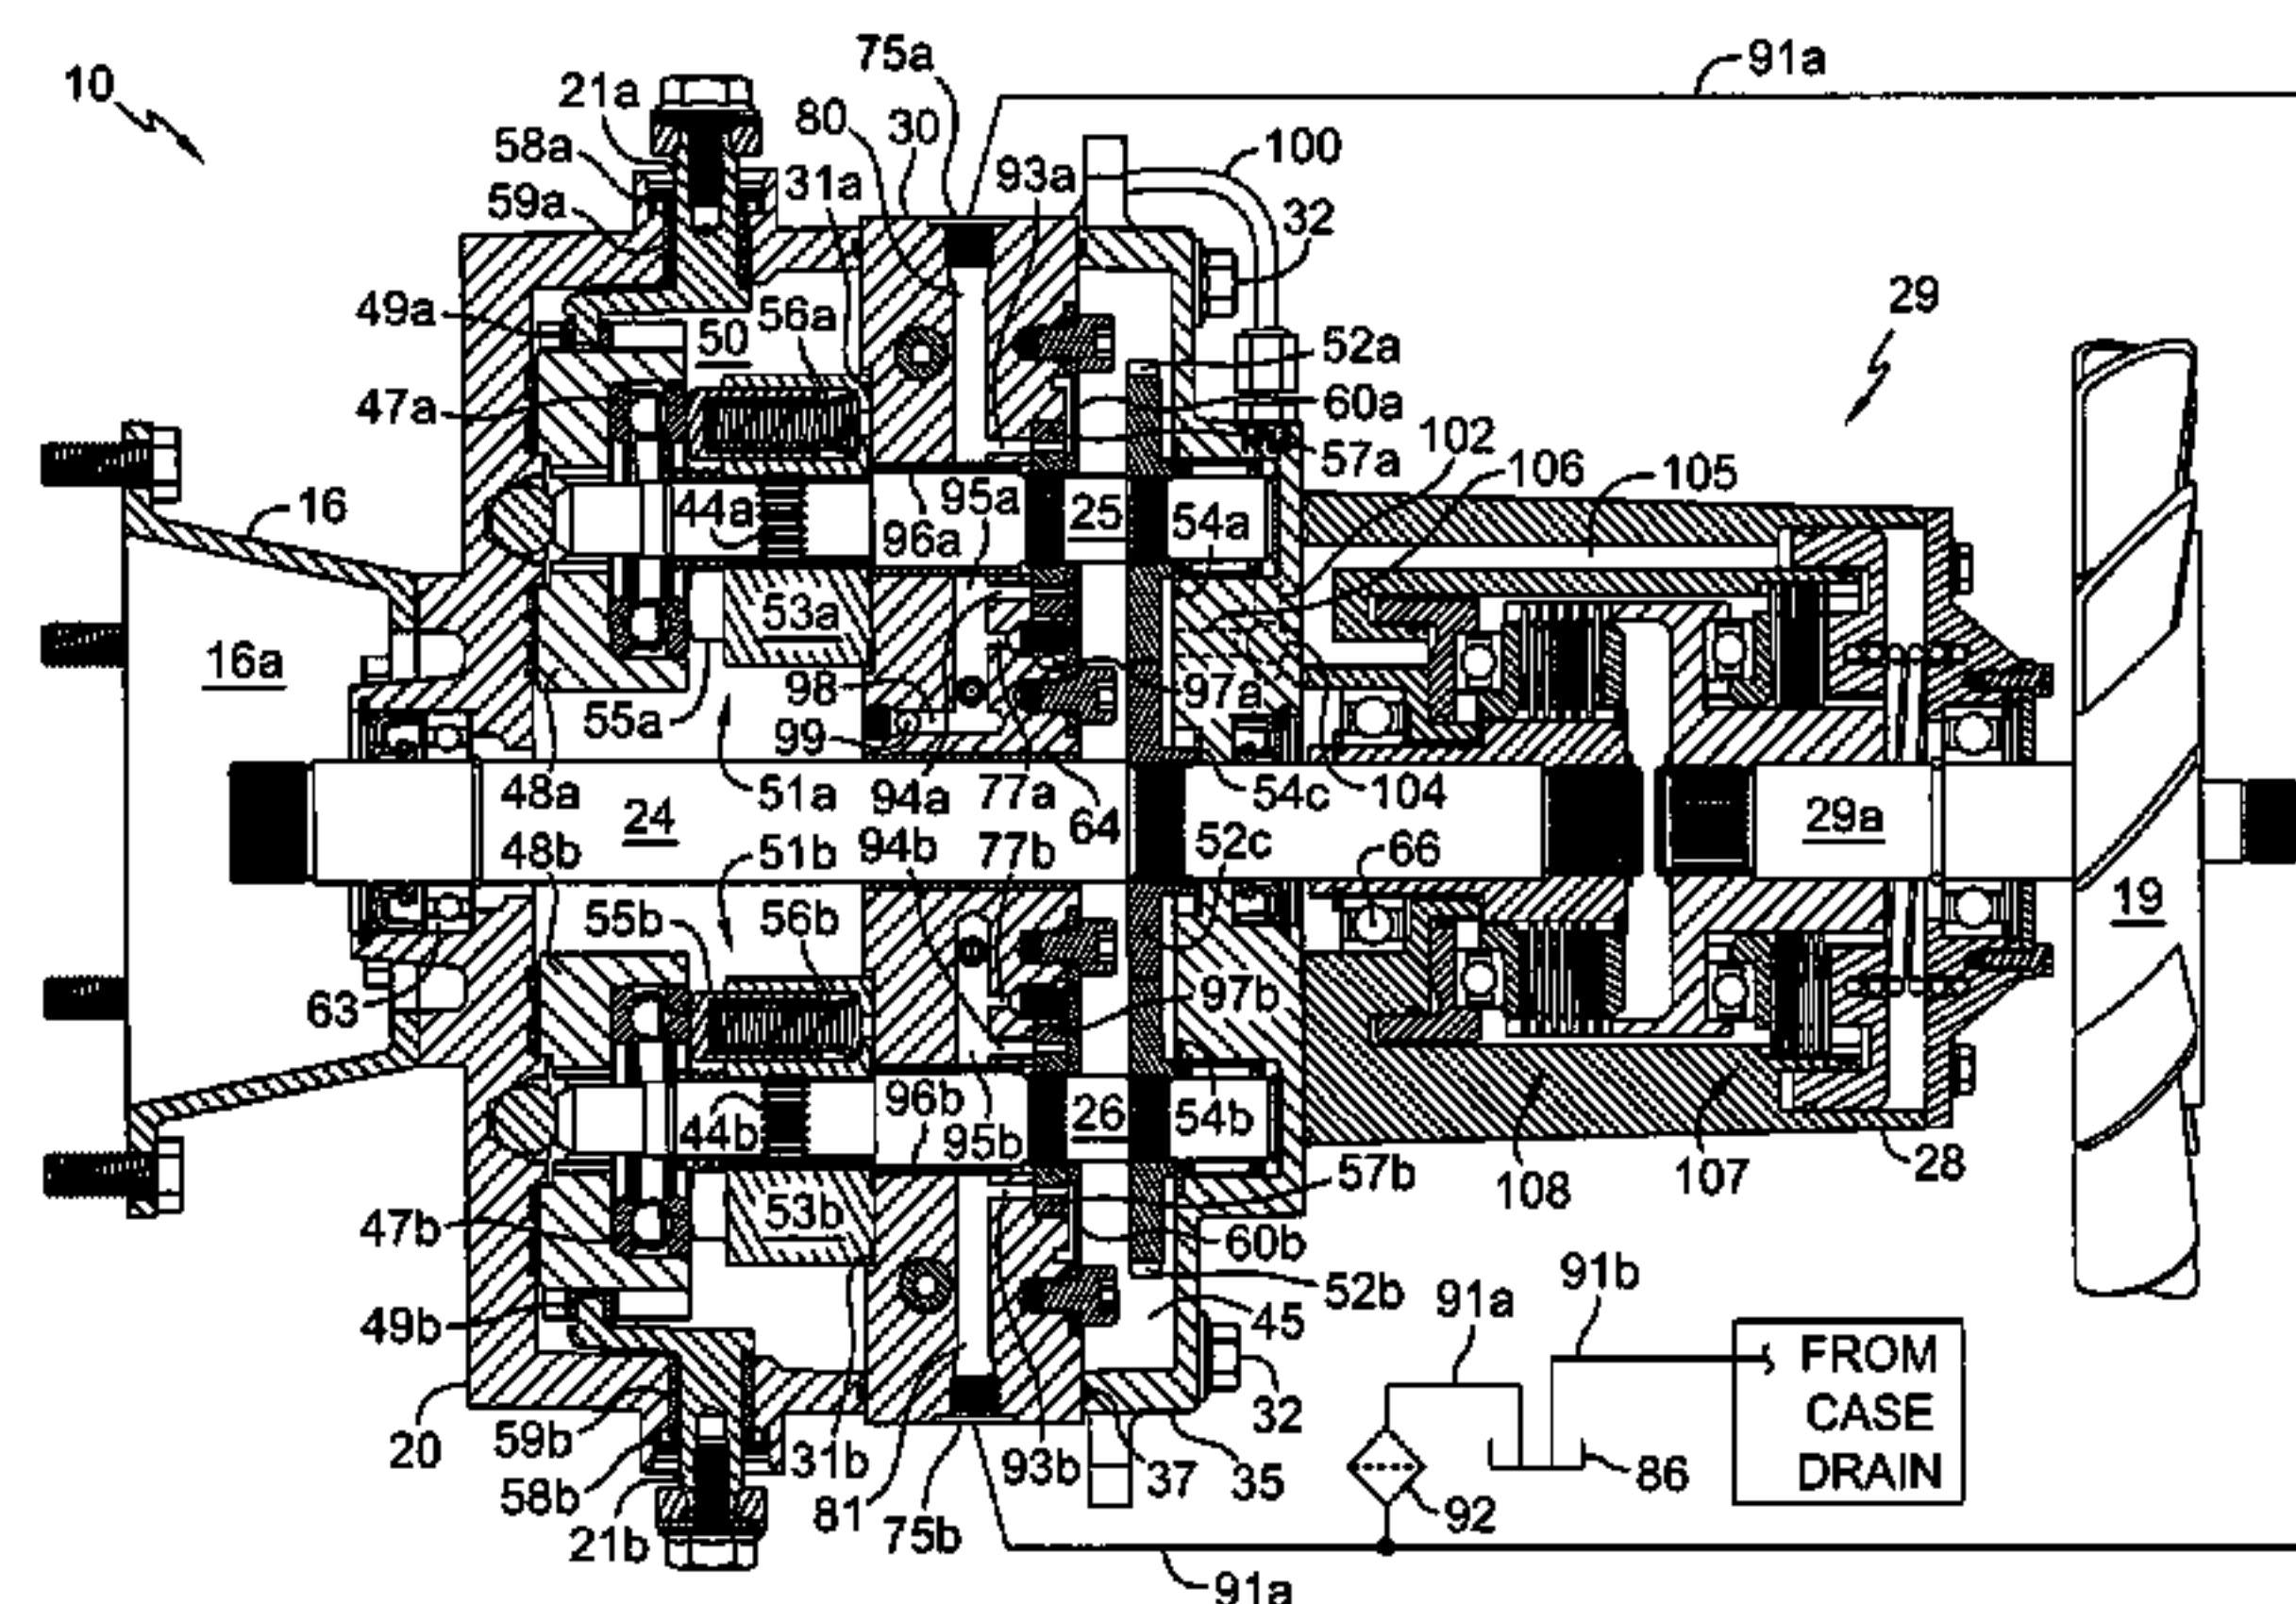 10
75a
91a
21a
80
30
58a
93a
100
31a
59a
32
29
49a
56a
50
52a
60a
47a
102
57a
106
105
16
44a
95a
25
54a
96a
53a
16a
98
97a
55a
99
48a
51a
94a
77a
64
54c
104
24
29a
48b
51b
94b
77b
52c
66
19
55b
56b
63
97b
96b
44b
95b
26
54b
57b
108
107
28
53b
47b
60b
91b
52b
91a
49b
45
FROM
CASE
DRAIN
20
59b
31b
93b
37
35
32
86
58b
81
92
21b
75b
91a